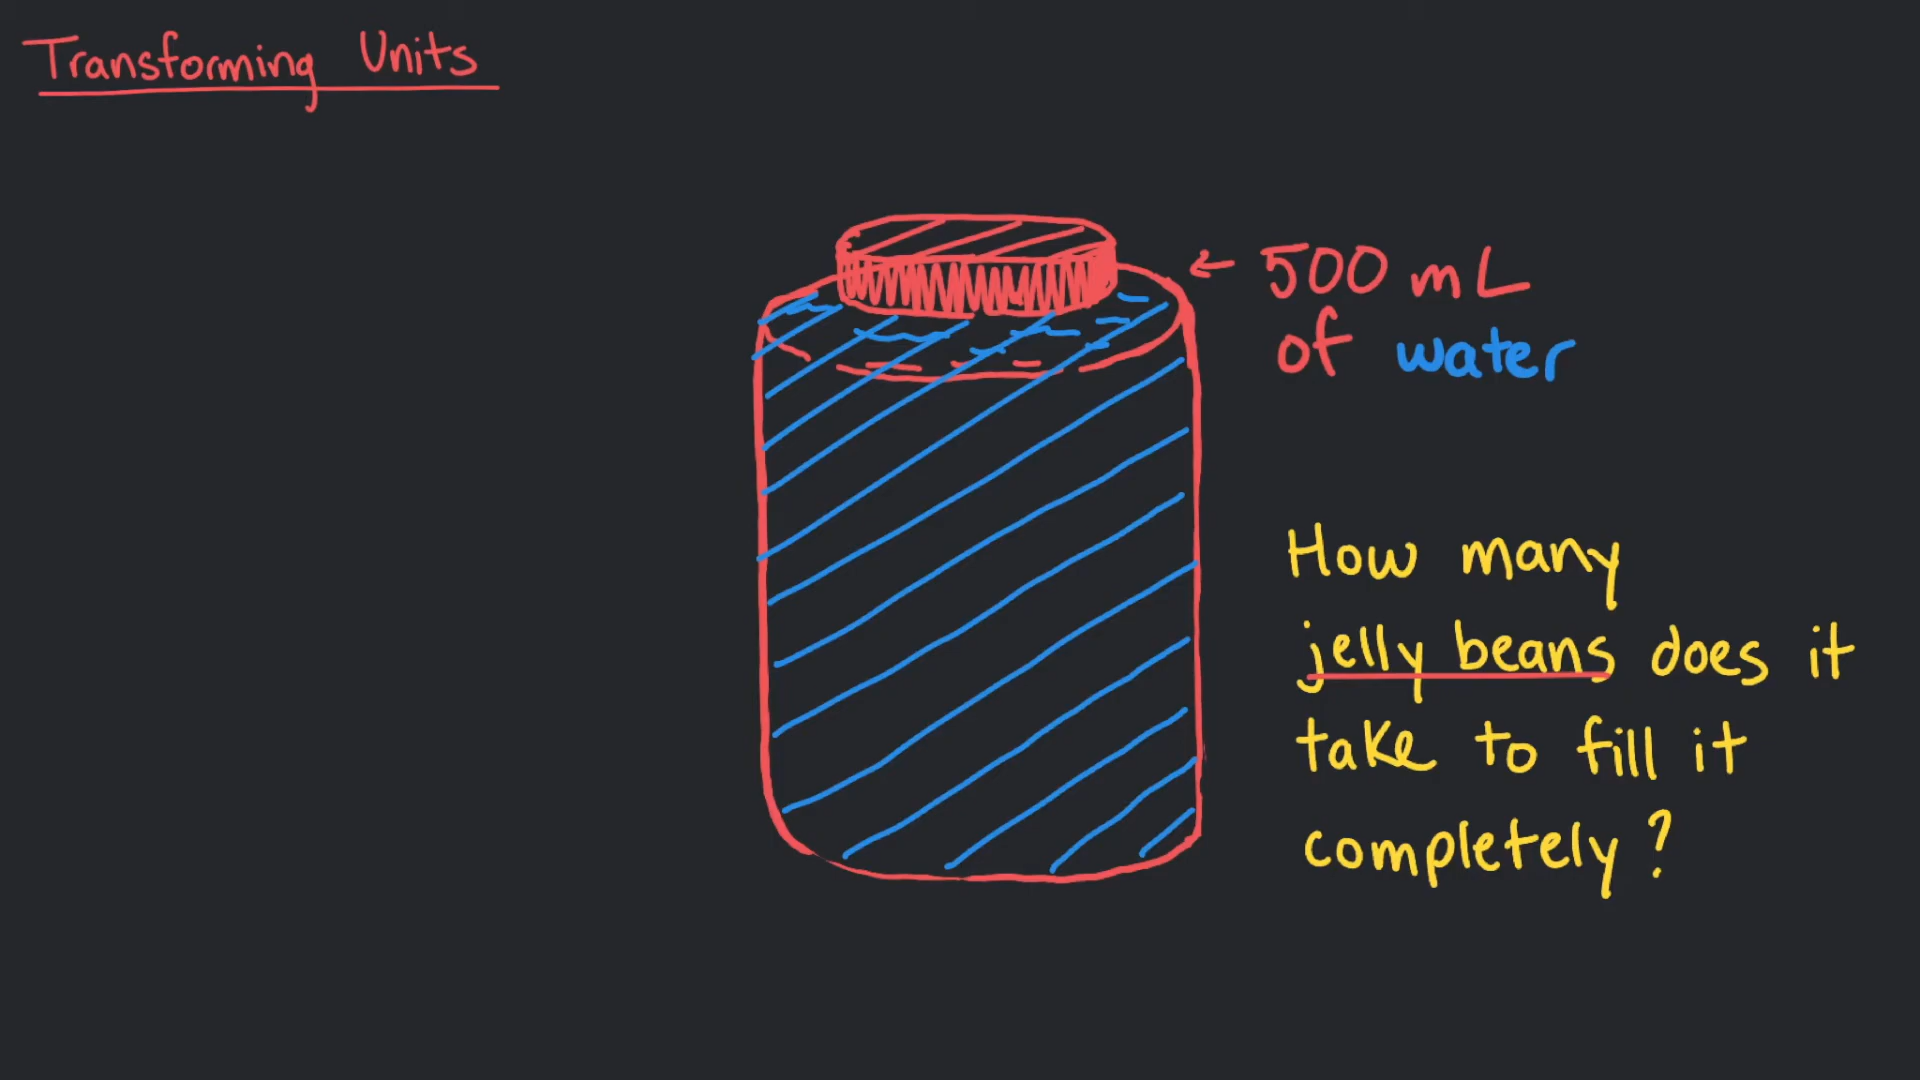 Transforming Units
← 500 mL
of water
How many
jelly beans does it
take to fill it
completely?